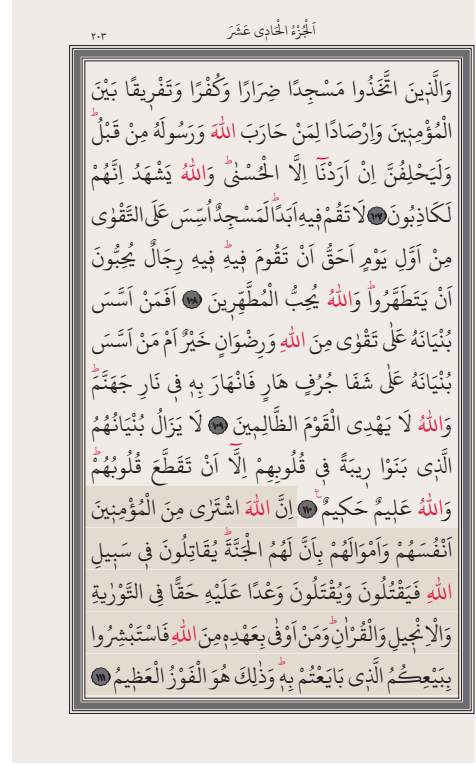 اَلْجُزْءُ الْحَادِى عَشَرَ
٢٠٣
وَالَّذ۪ينَ اتَّخَذُوا مَسْجِدًا ضِرَارًا وَكُفْرًا وَتَفْر۪يقًا بَيْنَ
الْمُؤْمِن۪ينَ وَاِرْصَادًا لِمَنْ حَارَبَ اللّٰهَ وَرَسُولَهُ مِنْ قَبْلُۜ
وَلَيَحْلِفُنَّ اِنْ اَرَدْنَٓا اِلَّا الْحُسْنٰىۜ وَاللّٰهُ يَشْهَدُ اِنَّهُمْ
لَكَاذِبُونَ ﴿١٠٧﴾ لَا تَقُمْ ف۪يهِ اَبَدًاۜ لَمَسْجِدٌ اُسِّسَ عَلَى التَّقْوٰى
مِنْ اَوَّلِ يَوْمٍ اَحَقُّ اَنْ تَقُومَ ف۪يهِۜ ف۪يهِ رِجَالٌ يُحِبُّونَ
اَنْ يَتَطَهَّرُواۜ وَاللّٰهُ يُحِبُّ الْمُطَّهِّر۪ينَ ﴿١٠٨﴾ اَفَمَنْ اَسَّسَ
بُنْيَانَهُ عَلٰى تَقْوٰى مِنَ اللّٰهِ وَرِضْوَانٍ خَيْرٌ اَمْ مَنْ اَسَّسَ
بُنْيَانَهُ عَلٰى شَفَا جُرُفٍ هَارٍ فَانْهَارَ بِه۪ ف۪ى نَارِ جَهَنَّمَۜ
وَاللّٰهُ لَا يَهْدِى الْقَوْمَ الظَّالِم۪ينَ ﴿١٠٩﴾ لَا يَزَالُ بُنْيَانُهُمُ
الَّذ۪ى بَنَوْا ر۪يبَةً ف۪ى قُلُوبِهِمْ اِلَّٓا اَنْ تَقَطَّعَ قُلُوبُهُمْۜ
وَاللّٰهُ عَل۪يمٌ حَك۪يمٌ۟ ﴿١١٠﴾ اِنَّ اللّٰهَ اشْتَرٰى مِنَ الْمُؤْمِن۪ينَ
اَنْفُسَهُمْ وَاَمْوَالَهُمْ بِاَنَّ لَهُمُ الْجَنَّةَۜ يُقَاتِلُونَ ف۪ى سَب۪يلِ
اللّٰهِ فَيَقْتُلُونَ وَيُقْتَلُونَ وَعْدًا عَلَيْهِ حَقًّا فِى التَّوْرٰيةِ
وَالْاِنْج۪يلِ وَالْقُرْاٰنِۜ وَمَنْ اَوْفٰى بِعَهْدِه۪ مِنَ اللّٰهِ فَاسْتَبْشِرُوا
بِبَيْعِكُمُ الَّذ۪ى بَايَعْتُمْ بِه۪ۜ وَذٰلِكَ هُوَ الْفَوْزُ الْعَظ۪يمُ ﴿١١١﴾